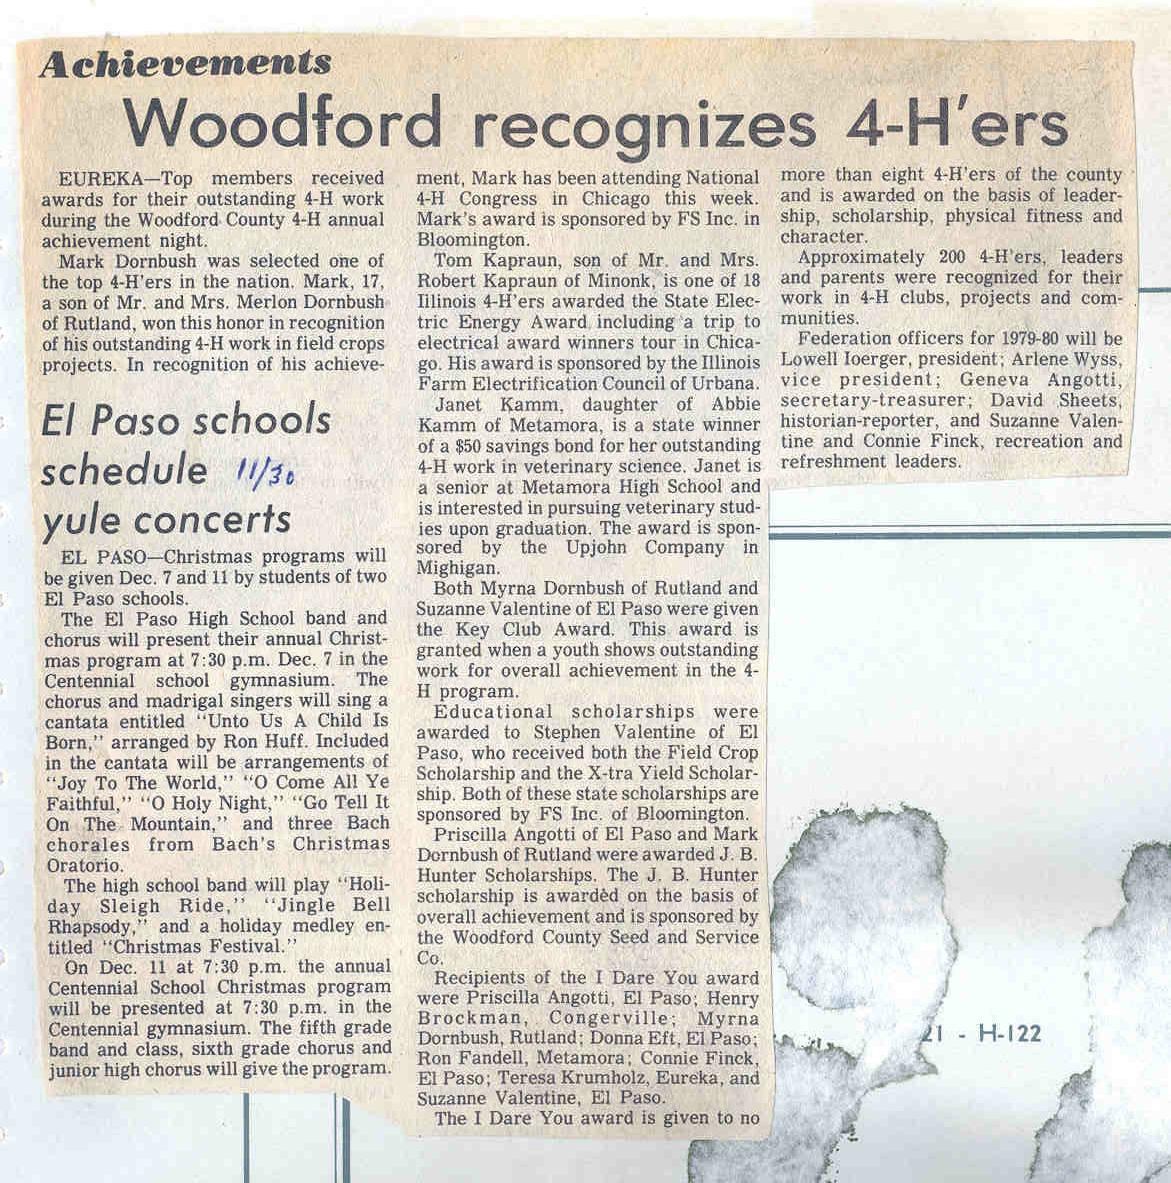 Achievements
Woodford recognizes 4-H'ers
EUREKA—Top members received
awards for their outstanding 4-H work
during the Woodford County 4-H annual
achievement night.
Mark Dornbush was selected one of
the top 4-H'ers in the nation. Mark, 17,
a son of Mr. and Mrs. Merlon Dornbush
of Rutland, won this honor in recognition
of his outstanding 4-H work in field crops
projects. In recognition of his achieve-
ment, Mark has been attending National
4-H Congress in Chicago this week.
Mark's award is sponsored by FS Inc. in
Bloomington.
Tom Kapraun, son of Mr. and Mrs.
Robert Kapraun of Minonk, is one of 18
Illinois 4-H'ers awarded the State Elec-
tric Energy Award including a trip to
electrical award winners tour in Chica-
go. His award is sponsored by the Illinois
Farm Electrification Council of Urbana.
Janet Kamm, daughter of Abbie
Kamm of Metamora, is a state winner
of a $50 savings bond for her outstanding
4-H work in veterinary science. Janet is
a senior at Metamora High School and
is interested in pursuing veterinary stud-
ies upon graduation. The award is spon-
sored by the Upjohn Company in
Mighigan.
Both Myrna Dornbush of Rutland and
Suzanne Valentine of El Paso were given
the Key Club Award. This award is
granted when a youth shows outstanding
work for overall achievement in the 4-
H program.
Educational scholarships were
awarded to Stephen Valentine of El
Paso, who received both the Field Crop
Scholarship and the X-tra Yield Scholar-
ship. Both of these state scholarships are
sponsored by FS Inc. of Bloomington.
Priscilla Angotti of El Paso and Mark
Dornbush of Rutland were awarded J. B.
Hunter Scholarships. The J. B. Hunter
scholarship is awarded on the basis of
overall achievement and is sponsored by
the Woodford County Seed and Service
Co.
Recipients of the I Dare You award
were Priscilla Angotti, El Paso; Henry
Brockman, Congerville; Myrna
Dornbush, Rutland; Donna Eft, El Paso;
Ron Fandell, Metamora; Connie Finck,
El Paso; Teresa Krumholz, Eureka, and
Suzanne Valentine, El Paso.
The I Dare You award is given to no
more than eight 4-H'ers of the county
and is awarded on the basis of leader-
ship, scholarship, physical fitness and
character.
Approximately 200 4-H'ers, leaders
and parents were recognized for their
work in 4-H clubs, projects and com-
munities.
Federation officers for 1979-80 will be
Lowell Ioerger, president; Arlene Wyss,
vice president; Geneva Angotti,
secretary-treasurer; David Sheets,
historian-reporter, and Suzanne Valen-
tine and Connie Finck, recreation and
refreshment leaders.
El Paso schools
schedule 11/30
yule concerts
EL PASO—Christmas programs will
be given Dec. 7 and 11 by students of two
El Paso schools.
The El Paso High School band and
chorus will present their annual Christ-
mas program at 7:30 p.m. Dec. 7 in the
Centennial school gymnasium. The
chorus and madrigal singers will sing a
cantata entitled "Unto Us A Child Is
Born," arranged by Ron Huff. Included
in the cantata will be arrangements of
"Joy To The World," "O Come All Ye
Faithful," "O Holy Night," "Go Tell It
On The Mountain," and three Bach
chorales from Bach's Christmas
Oratorio.
The high school band will play "Holi-
day Sleigh Ride," "Jingle Bell
Rhapsody," and a holiday medley en-
titled "Christmas Festival."
On Dec. 11 at 7:30 p.m. the annual
Centennial School Christmas program
will be presented at 7:30 p.m. in the
Centennial gymnasium. The fifth grade
band and class, sixth grade chorus and
junior high chorus will give the program.
21 - H-122